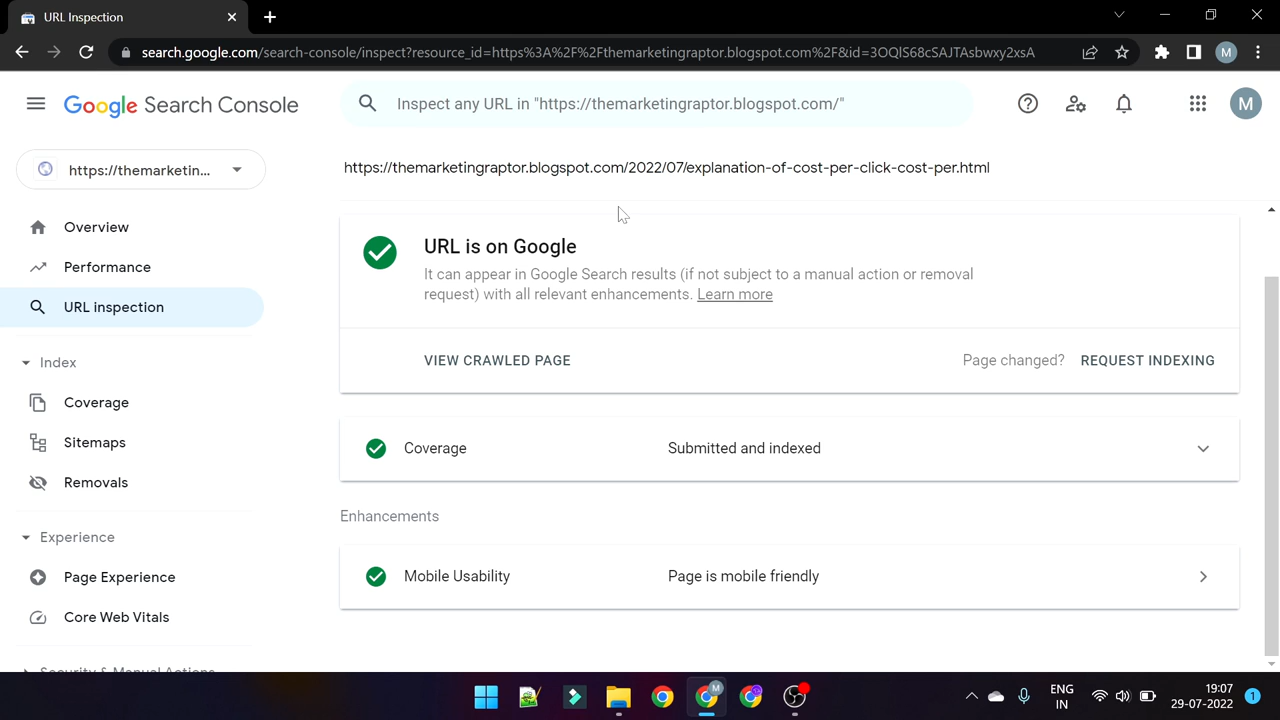 URL Inspection
search.google.com/search-console/inspect?resource_id=https%3A%2F%2Fthemarketingraptor.blogspot.com%2F&id=3OQlS68cSAJTAsbwxy2xsA
M
Google Search Console
Inspect any URL in "https://themarketingraptor.blogspot.com/"
M
https://themarketin...
https://themarketingraptor.blogspot.com/2022/07/explanation-of-cost-per-click-cost-per.html
Overview
Performance
URL inspection
Index
Coverage
Sitemaps
Removals
Experience
Page Experience
Core Web Vitals
Security & Manual Actions
URL is on Google
It can appear in Google Search results (if not subject to a manual action or removal
request) with all relevant enhancements. Learn more
VIEW CRAWLED PAGE
Page changed? REQUEST INDEXING
Coverage Submitted and indexed
Enhancements
Mobile Usability Page is mobile friendly
M
ENG
IN
19:07
29-07-2022
1